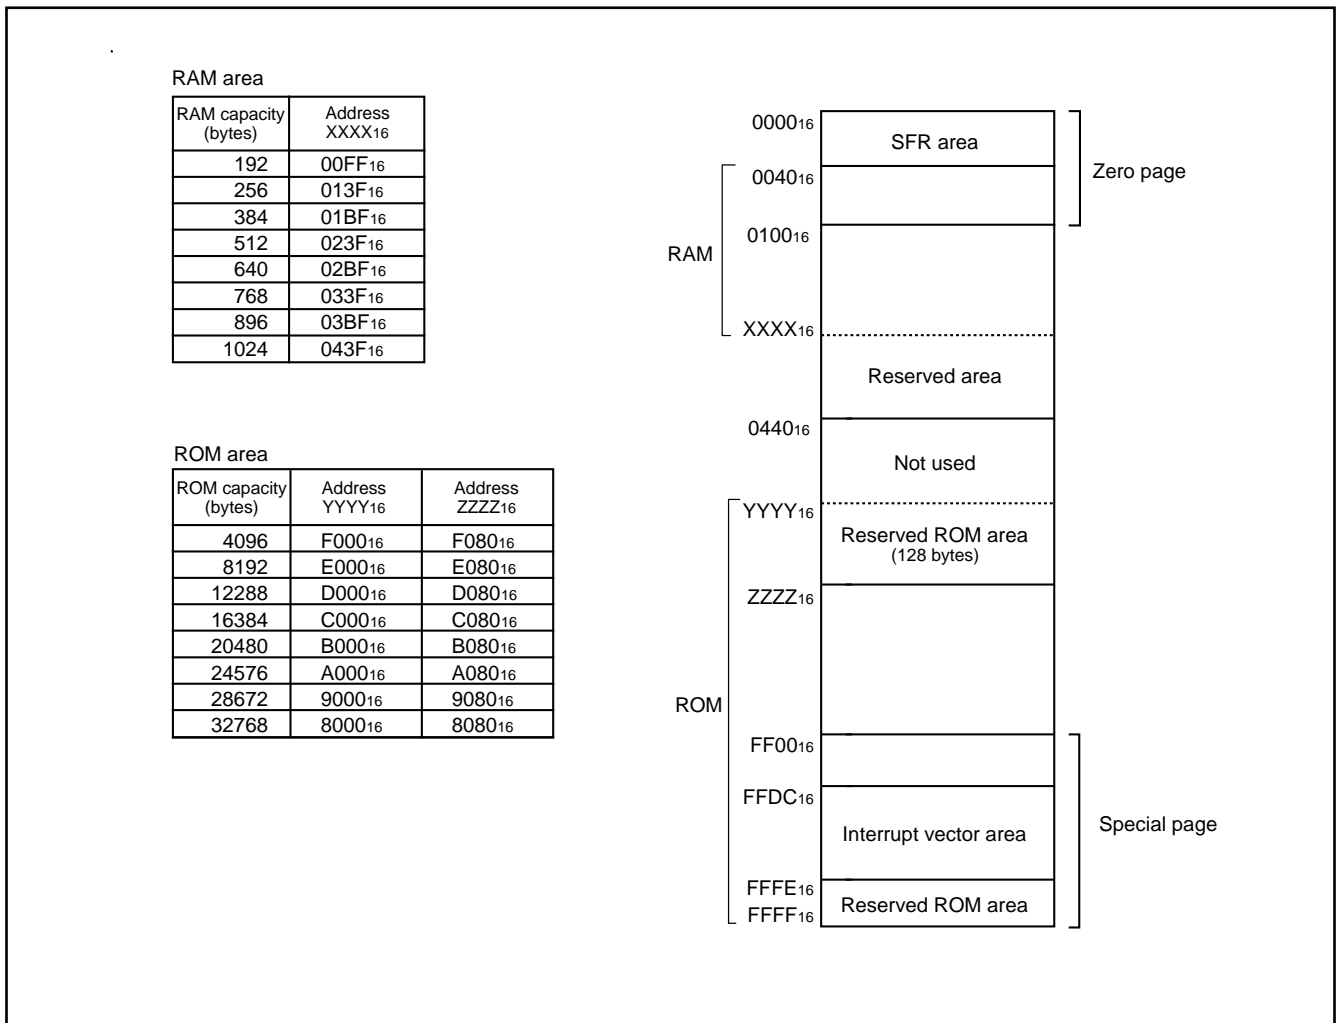 RAM area
RAM capacity (bytes) Address XXXX16
192 00FF16
256 013F16
384 01BF16
512 023F16
640 02BF16
768 033F16
896 03BF16
1024 043F16
ROM area
ROM capacity (bytes) Address YYYY16 Address ZZZZ16
4096 F00016 F08016
8192 E00016 E08016
12288 D00016 D08016
16384 C00016 C08016
20480 B00016 B08016
24576 A00016 A08016
28672 900016 908016
32768 800016 808016
000016
SFR area
Zero page
004016
010016
RAM
XXXX16
Reserved area
044016
Not used
YYYY16
Reserved ROM area
(128 bytes)
ZZZZ16
ROM
FF0016
FFDC16
Interrupt vector area
Special page
FFFE16
Reserved ROM area
FFFF16